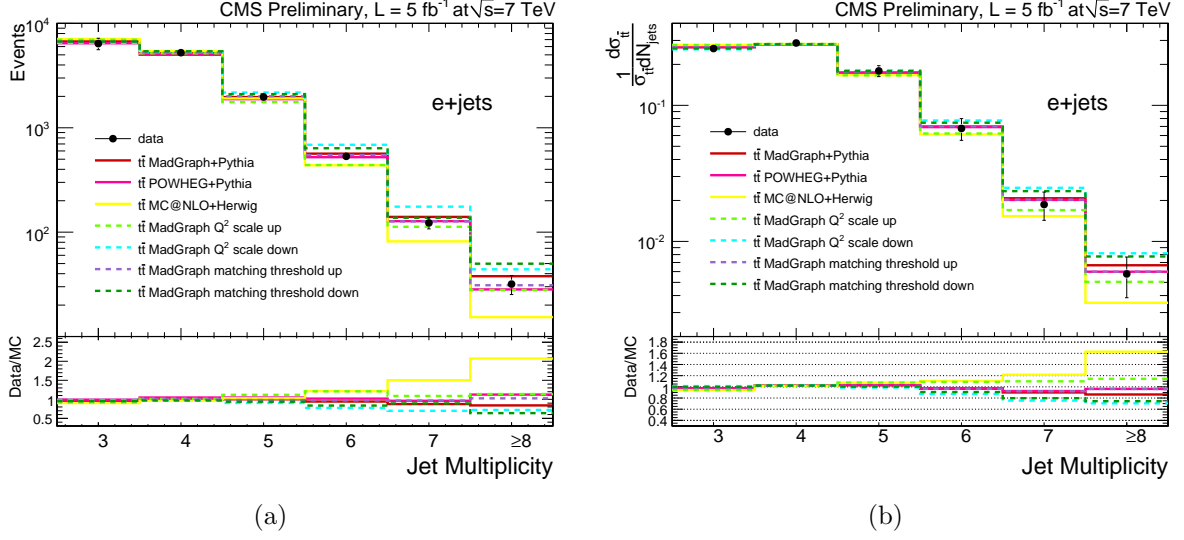 CMS Preliminary, L = 5 fb⁻¹ at√s=7 TeV
Events
10⁴
10³
10²
e+jets
data
tt̄ MadGraph+Pythia
tt̄ POWHEG+Pythia
tt̄ MC@NLO+Herwig
tt̄ MadGraph Q² scale up
tt̄ MadGraph Q² scale down
tt̄ MadGraph matching threshold up
tt̄ MadGraph matching threshold down
Data/MC
2.5
2
1.5
1
0.5
3 4 5 6 7 ≥8
Jet Multiplicity
(a)
CMS Preliminary, L = 5 fb⁻¹ at√s=7 TeV
1/σtt̄ dσtt̄/dNjets
10⁻¹
10⁻²
e+jets
data
tt̄ MadGraph+Pythia
tt̄ POWHEG+Pythia
tt̄ MC@NLO+Herwig
tt̄ MadGraph Q² scale up
tt̄ MadGraph Q² scale down
tt̄ MadGraph matching threshold up
tt̄ MadGraph matching threshold down
Data/MC
1.8
1.6
1.4
1.2
1
0.8
0.6
0.4
3 4 5 6 7 ≥8
Jet Multiplicity
(b)